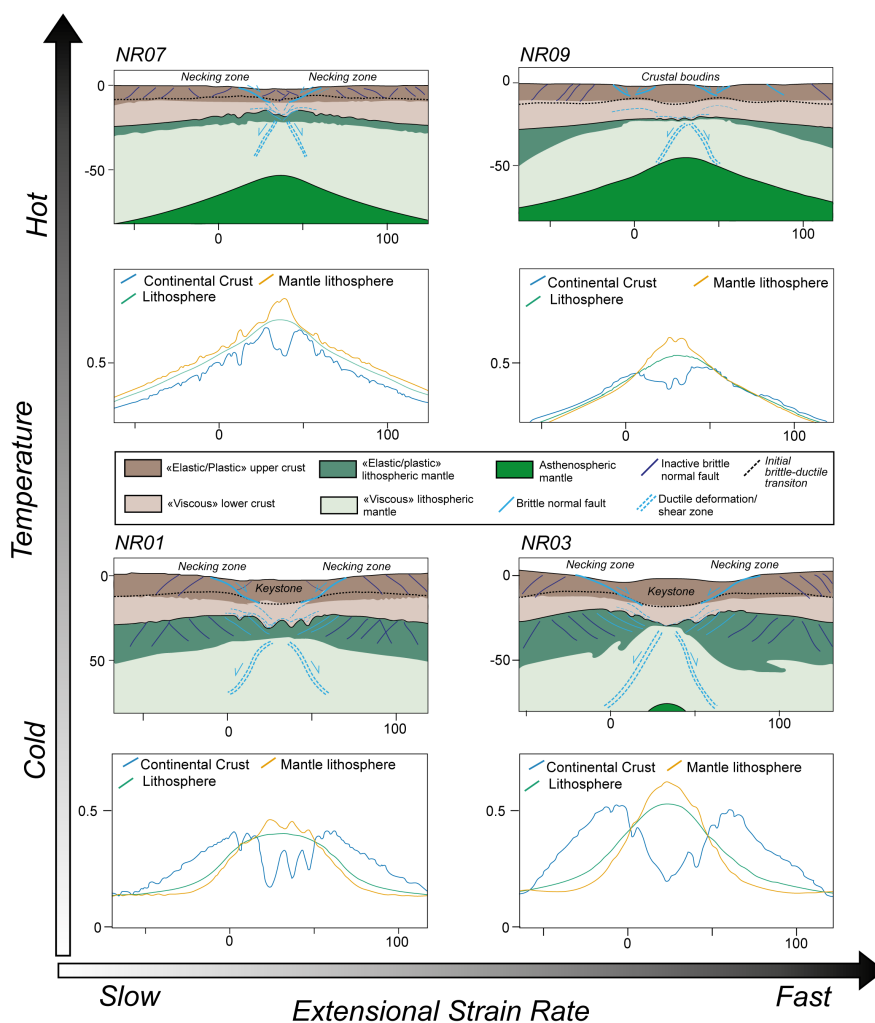 NR07
NR09
Necking zone
Necking zone
Crustal boudins
0
-50
0
100
0
-50
0
100
Continental Crust
Mantle lithosphere
Lithosphere
0.5
0
100
Continental Crust
Mantle lithosphere
Lithosphere
0.5
0
100
«Elastic/Plastic» upper crust
«Elastic/plastic»
lithospheric mantle
Asthenospheric
mantle
Inactive brittle
normal fault
Initial
brittle-ductile
transiton
«Viscous» lower crust
«Viscous» lithospheric
mantle
Brittle normal fault
Ductile deformation/
shear zone
NR01
NR03
Necking zone
Necking zone
Keystone
0
50
0
100
Necking zone
Necking zone
Keystone
0
-50
0
100
Continental Crust
Mantle lithosphere
Lithosphere
0.5
0
0
100
Continental Crust
Mantle lithosphere
Lithosphere
0.5
0
0
100
Hot
Temperature
Cold
Slow
Extensional Strain Rate
Fast